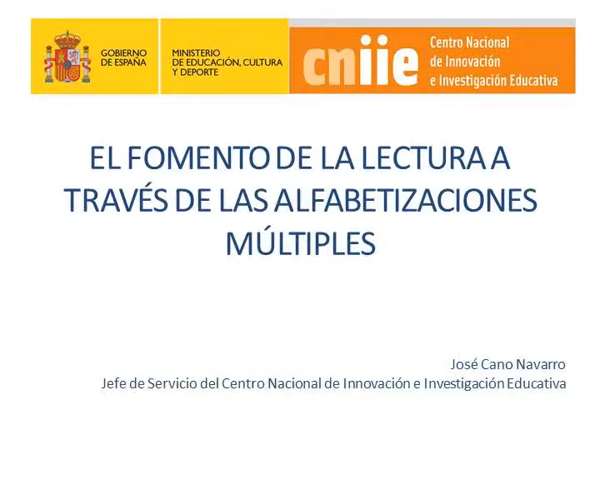 GOBIERNO
DE ESPAÑA
MINISTERIO
DE EDUCACIÓN, CULTURA
Y DEPORTE
cniie
Centro Nacional
de Innovación
e Investigación Educativa
EL FOMENTO DE LA LECTURA A
TRAVÉS DE LAS ALFABETIZACIONES
MÚLTIPLES
José Cano Navarro
Jefe de Servicio del Centro Nacional de Innovación e Investigación Educativa